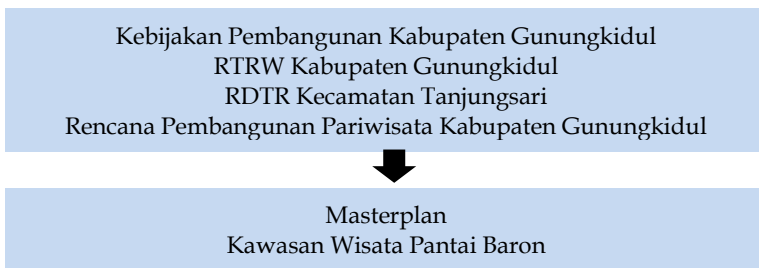 Kebijakan Pembangunan Kabupaten Gunungkidul
RTRW Kabupaten Gunungkidul
RDTR Kecamatan Tanjungsari
Rencana Pembangunan Pariwisata Kabupaten Gunungkidul
Masterplan
Kawasan Wisata Pantai Baron